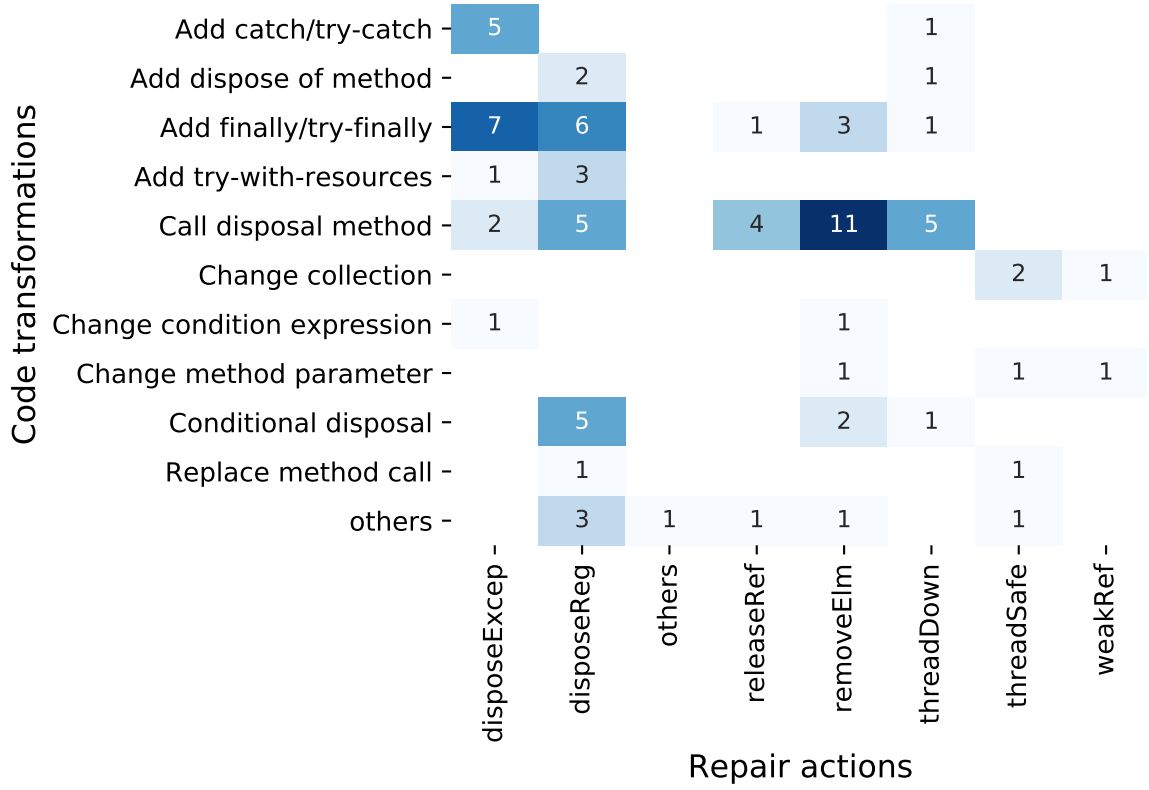 Code transformations
Add catch/try-catch 5 1
Add dispose of method 2 1
Add finally/try-finally 7 6 1 3 1
Add try-with-resources 1 3
Call disposal method 2 5 4 11 5
Change collection 2 1
Change condition expression 1 1
Change method parameter 1 1 1
Conditional disposal 5 2 1
Replace method call 1 1
others 3 1 1 1 1
disposeExcep
disposeReg
others
releaseRef
removeElm
threadDown
threadSafe
weakRef
Repair actions